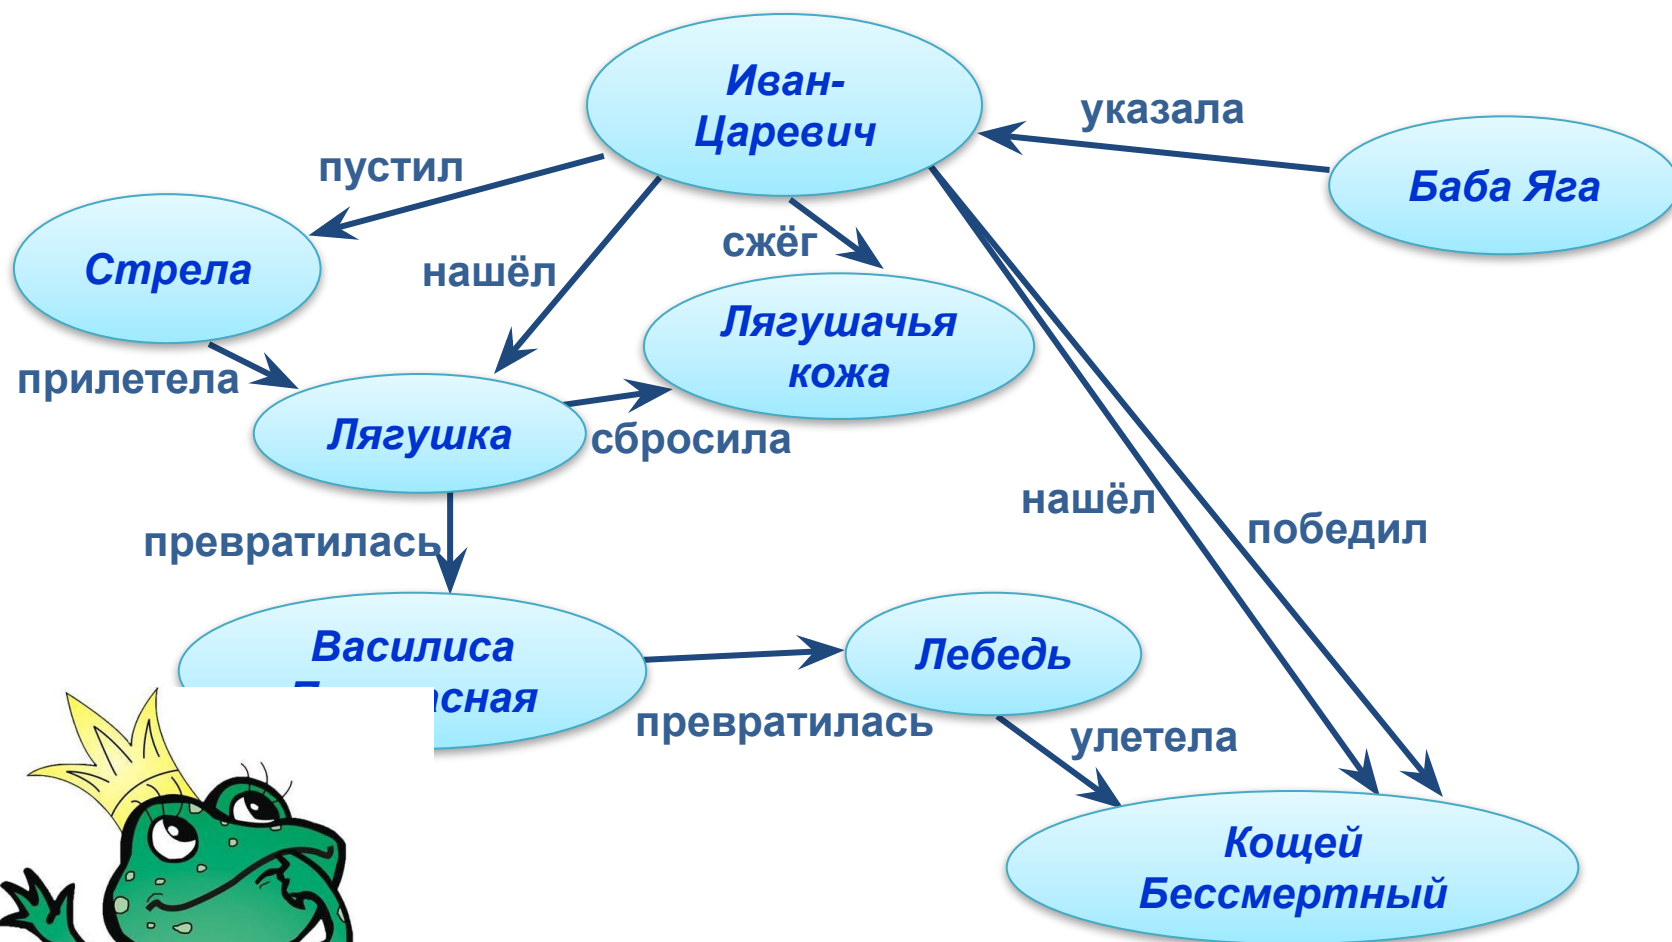 Иван-
Царевич
указала
Баба Яга
пустил
Стрела
нашёл
сжёг
Лягушачья
кожа
прилетела
Лягушка
сбросила
нашёл
победил
превратилась
Василиса
сная
Лебедь
превратилась
улетела
Кощей
Бессмертный